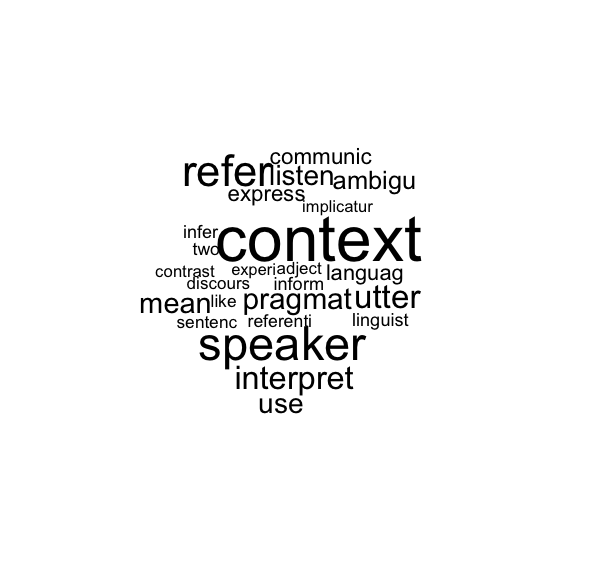 communic
refer listen ambigu
express
implicatur
infer
two context
contrast experi adject languag
discours inform
mean like pragmat utter
sentenc referenti linguist
speaker
interpret
use